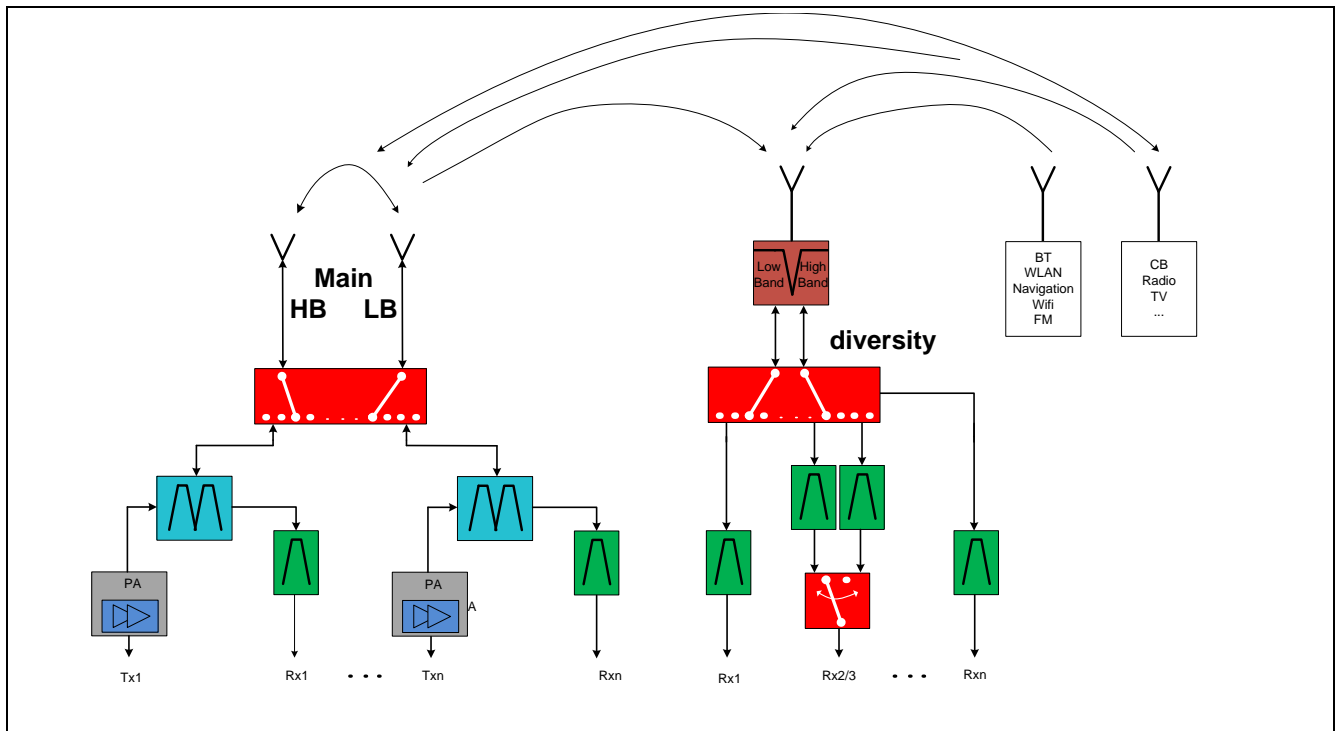 Main
HB LB
Low High
Band Band
BT
WLAN
Navigation
Wifi
FM
CB
Radio
TV
...
diversity
. . .
. . .
PA
PA
A
Tx1
Rx1
• • •
Txn
Rxn
Rx1
Rx2/3
• • •
Rxn